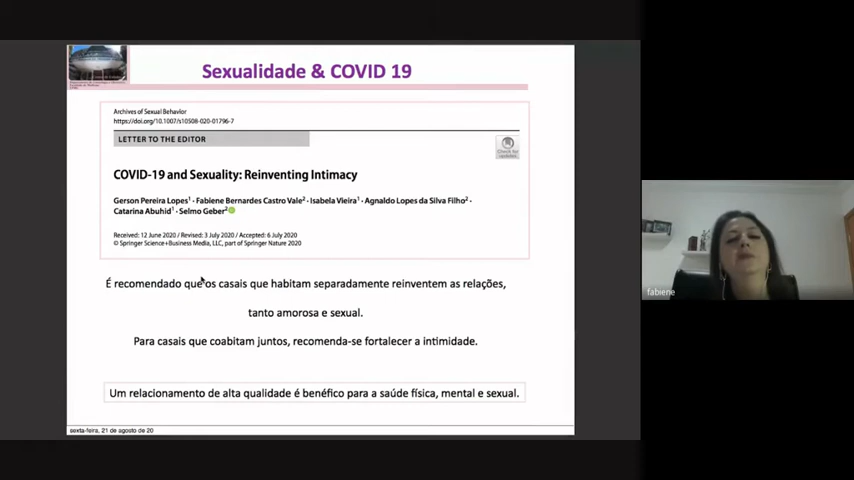 Sexualidade & COVID 19
Archives of Sexual Behavior
https://doi.org/10.1007/s10508-020-01796-7
LETTER TO THE EDITOR
Check for
updates
COVID-19 and Sexuality: Reinventing Intimacy
Gerson Pereira Lopes¹ · Fabiene Bernardes Castro Vale² · Isabela Vieira¹ · Agnaldo Lopes da Silva Filho² ·
Catarina Abuhid¹ · Selmo Geber²
Received: 12 June 2020 / Revised: 3 July 2020 / Accepted: 6 July 2020
© Springer Science+Business Media, LLC, part of Springer Nature 2020
É recomendado que os casais que habitam separadamente reinventem as relações,
tanto amorosa e sexual.
Para casais que coabitam juntos, recomenda-se fortalecer a intimidade.
Um relacionamento de alta qualidade é benéfico para a saúde física, mental e sexual.
sexta-feira, 21 de agosto de 20
fabiene